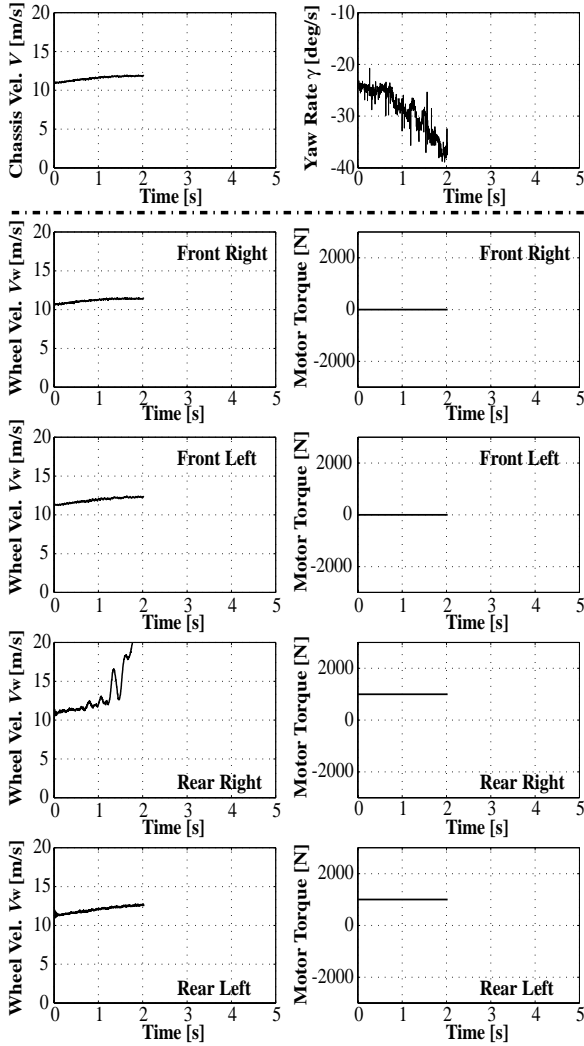 Chassis Vel. V [m/s]
20
15
10
5
0
0 1 2 3 4 5
Time [s]
Yaw Rate γ [deg/s]
-10
-20
-30
-40
0 1 2 3 4 5
Time [s]
Wheel Vel. Vw [m/s]
20
15
10
5
0
Front Right
0 1 2 3 4 5
Time [s]
Motor Torque [N]
2000
0
-2000
Front Right
0 1 2 3 4 5
Time [s]
Wheel Vel. Vw [m/s]
20
15
10
5
0
Front Left
0 1 2 3 4 5
Time [s]
Motor Torque [N]
2000
0
-2000
Front Left
0 1 2 3 4 5
Time [s]
Wheel Vel. Vw [m/s]
20
15
10
5
0
Rear Right
0 1 2 3 4 5
Time [s]
Motor Torque [N]
2000
0
-2000
Rear Right
0 1 2 3 4 5
Time [s]
Wheel Vel. Vw [m/s]
20
15
10
5
0
Rear Left
0 1 2 3 4 5
Time [s]
Motor Torque [N]
2000
0
-2000
Rear Left
0 1 2 3 4 5
Time [s]